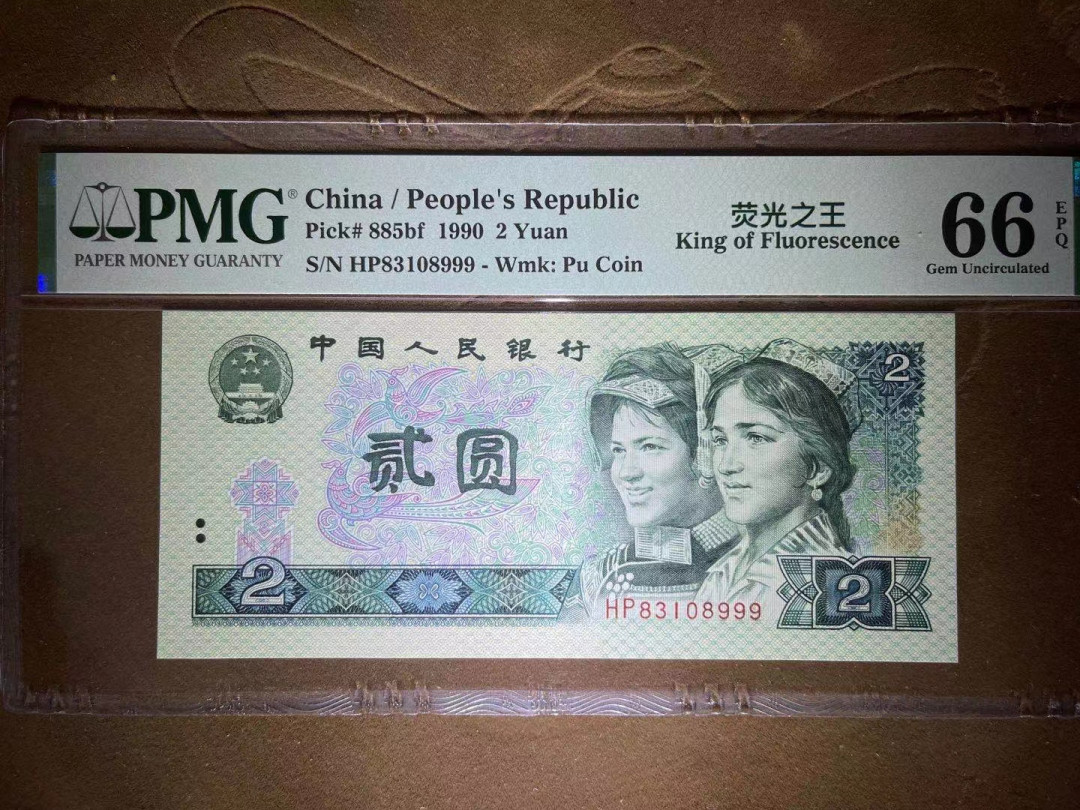 PMG®
PAPER MONEY GUARANTY
China / People's Republic
Pick# 885bf 1990 2 Yuan
S/N HP83108999 - Wmk: Pu Coin
荧光之王
King of Fluorescence
66
EPQ
Gem Uncirculated
中国人民银行
2
贰圆
2
HP83108999
2